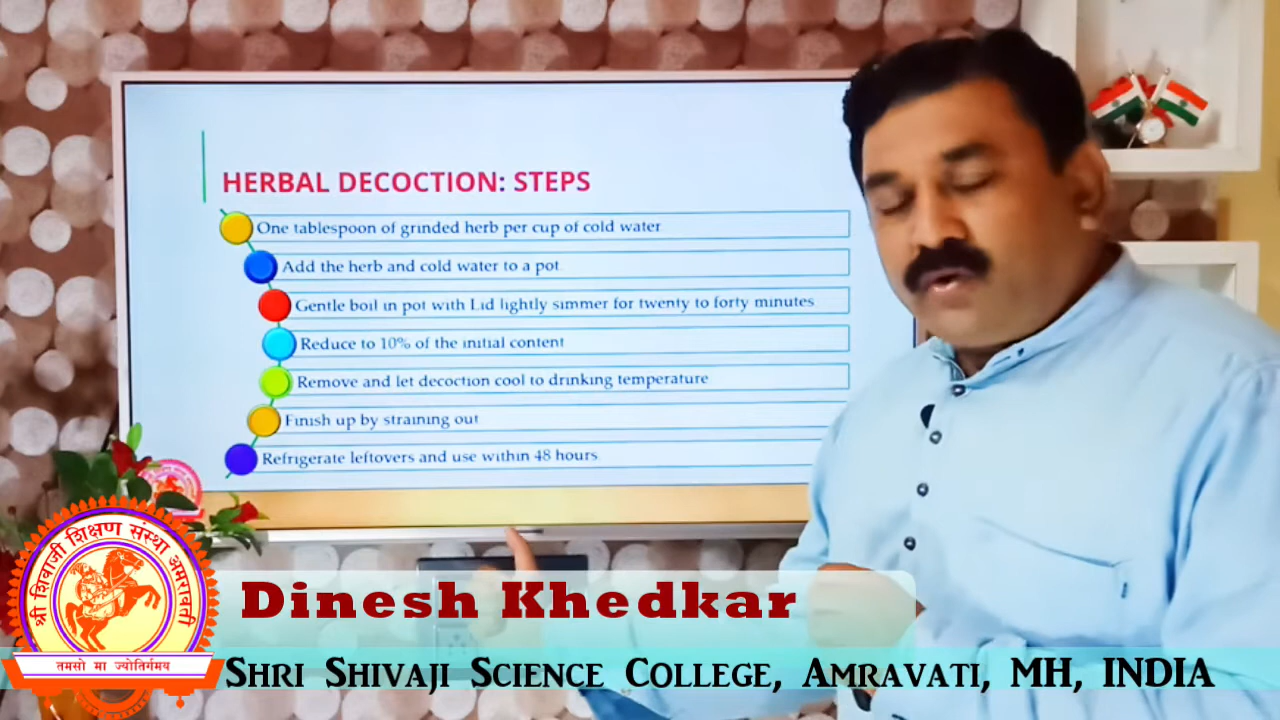 HERBAL DECOCTION: STEPS
One tablespoon of grinded herb per cup of cold water
Add the herb and cold water to a pot
Gentle boil in pot with Lid lightly simmer for twenty to forty minutes
Reduce to 10% of the initial content
Remove and let decoction cool to drinking temperature
Finish up by straining out
Refrigerate leftovers and use within 48 hours
श्री शिवाजी शिक्षण संस्था अमरावती
तमसो मा ज्योतिर्गमय
Dinesh Khedkar
Shri Shivaji Science College, Amravati, MH, INDIA